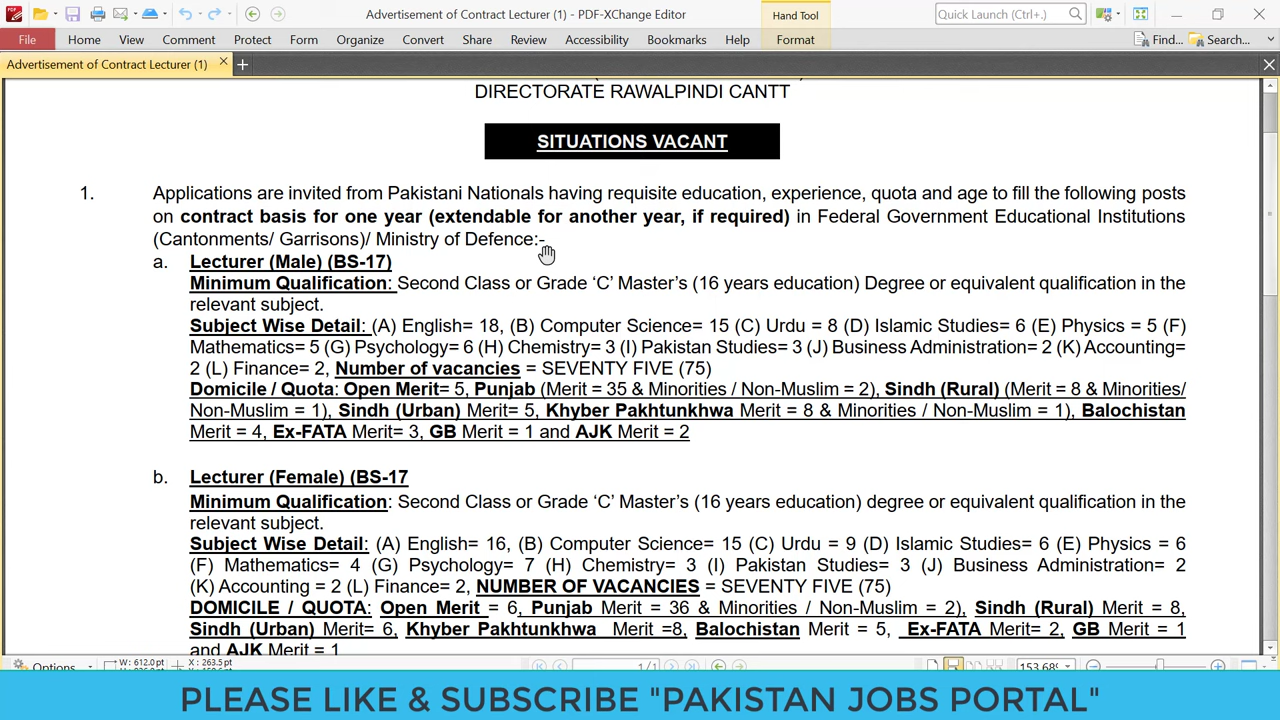 Advertisement of Contract Lecturer (1) - PDF-XChange Editor
Hand Tool
Quick Launch (Ctrl+.)
File Home View Comment Protect Form Organize Convert Share Review Accessibility Bookmarks Help Format
Find... Search...
Advertisement of Contract Lecturer (1)
DIRECTORATE RAWALPINDI CANTT
SITUATIONS VACANT
1. Applications are invited from Pakistani Nationals having requisite education, experience, quota and age to fill the following posts
on contract basis for one year (extendable for another year, if required) in Federal Government Educational Institutions
(Cantonments/ Garrisons)/ Ministry of Defence:-
a. Lecturer (Male) (BS-17)
Minimum Qualification: Second Class or Grade ‘C’ Master’s (16 years education) Degree or equivalent qualification in the
relevant subject.
Subject Wise Detail: (A) English= 18, (B) Computer Science= 15 (C) Urdu = 8 (D) Islamic Studies= 6 (E) Physics = 5 (F)
Mathematics= 5 (G) Psychology= 6 (H) Chemistry= 3 (I) Pakistan Studies= 3 (J) Business Administration= 2 (K) Accounting=
2 (L) Finance= 2, Number of vacancies = SEVENTY FIVE (75)
Domicile / Quota: Open Merit= 5, Punjab (Merit = 35 & Minorities / Non-Muslim = 2), Sindh (Rural) (Merit = 8 & Minorities/
Non-Muslim = 1), Sindh (Urban) Merit= 5, Khyber Pakhtunkhwa Merit = 8 & Minorities / Non-Muslim = 1), Balochistan
Merit = 4, Ex-FATA Merit= 3, GB Merit = 1 and AJK Merit = 2
b. Lecturer (Female) (BS-17
Minimum Qualification: Second Class or Grade ‘C’ Master’s (16 years education) degree or equivalent qualification in the
relevant subject.
Subject Wise Detail: (A) English= 16, (B) Computer Science= 15 (C) Urdu = 9 (D) Islamic Studies= 6 (E) Physics = 6
(F) Mathematics= 4 (G) Psychology= 7 (H) Chemistry= 3 (I) Pakistan Studies= 3 (J) Business Administration= 2
(K) Accounting = 2 (L) Finance= 2, NUMBER OF VACANCIES = SEVENTY FIVE (75)
DOMICILE / QUOTA: Open Merit = 6, Punjab Merit = 36 & Minorities / Non-Muslim = 2), Sindh (Rural) Merit = 8,
Sindh (Urban) Merit= 6, Khyber Pakhtunkhwa Merit =8, Balochistan Merit = 5, Ex-FATA Merit= 2, GB Merit = 1
and AJK Merit = 1
Options W: 612.0pt X: 263.5pt 1/1 153.68%
PLEASE LIKE & SUBSCRIBE "PAKISTAN JOBS PORTAL"